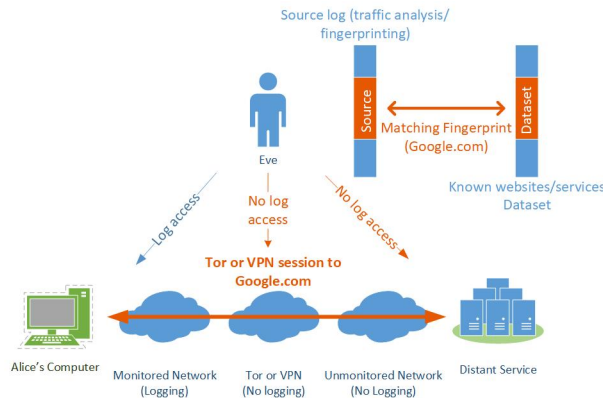 Source log (traffic analysis/
fingerprinting)
Source
Dataset
Matching Fingerprint
(Google.com)
Eve
Known websites/services
Dataset
Log access
No log
access
No log access
Tor or VPN session to
Google.com
Alice's Computer
Monitored Network
(Logging)
Tor or VPN
(No logging)
Unmonitored Network
(No Logging)
Distant Service